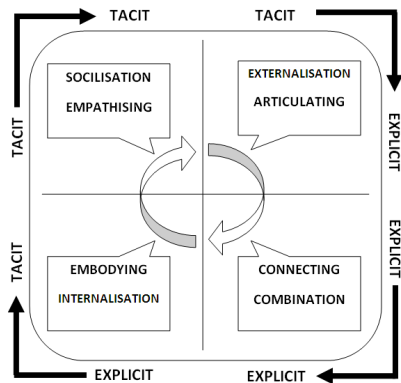 TACIT
TACIT
SOCILISATION
EMPATHISING
EXTERNALISATION
ARTICULATING
TACIT
EXPLICIT
TACIT
EXPLICIT
EMBODYING
INTERNALISATION
CONNECTING
COMBINATION
EXPLICIT
EXPLICIT